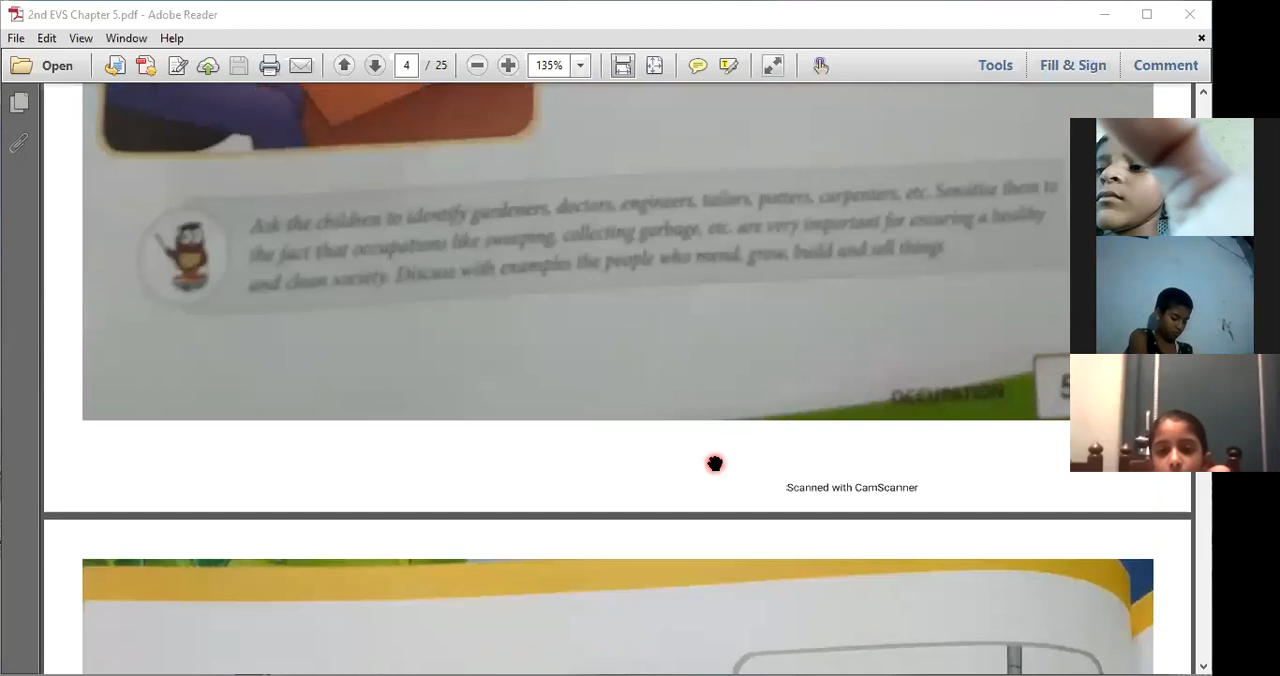 2nd EVS Chapter 5.pdf - Adobe Reader
File Edit View Window Help
Open 4 / 25 135% Tools Fill & Sign Comment
Ask the children to identify gardeners, doctors, engineers, tailors, potters, carpenters, etc. Sensitise them to
the fact that occupations like sweeping, collecting garbage, etc. are very important for ensuring a healthy
and clean society. Discuss with examples the people who mend, grow, build and sell things
OCCUPATION 5
Scanned with CamScanner